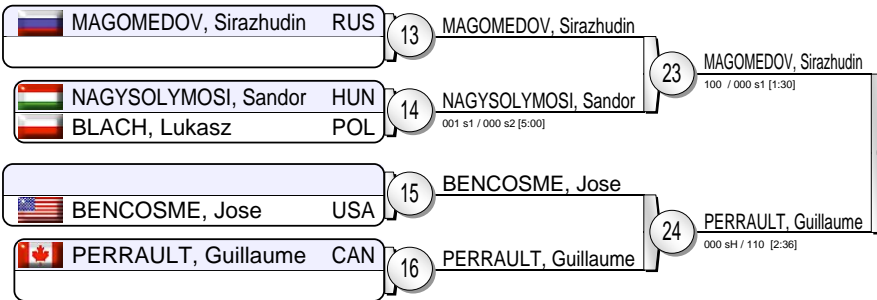 MAGOMEDOV, Sirazhudin RUS
13
MAGOMEDOV, Sirazhudin
23
MAGOMEDOV, Sirazhudin
100 / 000 s1 [1:30]
NAGYSOLYMOSI, Sandor HUN
BLACH, Lukasz POL
14
NAGYSOLYMOSI, Sandor
001 s1 / 000 s2 [5:00]
BENCOSME, Jose USA
15
BENCOSME, Jose
24
PERRAULT, Guillaume
000 sH / 110 [2:36]
PERRAULT, Guillaume CAN
16
PERRAULT, Guillaume